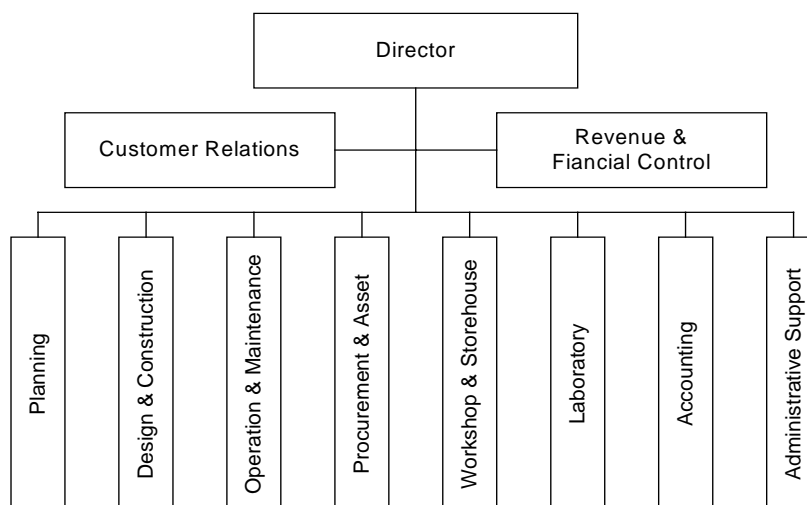 Director
Customer Relations
Revenue &
Fiancial Control
Planning
Design & Construction
Operation & Maintenance
Procurement & Asset
Workshop & Storehouse
Laboratory
Accounting
Administrative Support